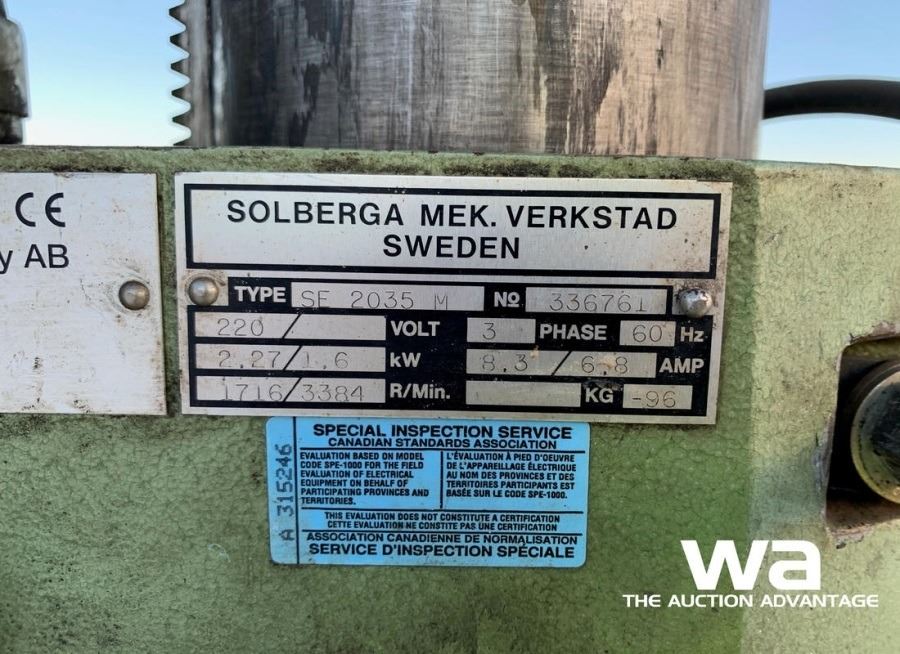 CE
y AB
SOLBERGA MEK. VERKSTAD
SWEDEN
TYPE SE 2035 M No 336761
220/ VOLT 3 PHASE 60 Hz
2.27/1.6 kW 8.3/6.8 AMP
1716/3384 R/Min. KG -96
A 315246
SPECIAL INSPECTION SERVICE
CANADIAN STANDARDS ASSOCIATION
EVALUATION BASED ON MODEL
CODE SPE-1000 FOR THE FIELD
EVALUATION OF ELECTRICAL
EQUIPMENT ON BEHALF OF
PARTICIPATING PROVINCES AND
TERRITORIES.
L'ÉVALUATION À PIED D'OEUVRE
DE L'APPAREILLAGE ÉLECTRIQUE
AU NOM DES PROVINCES ET DES
TERRITOIRES PARTICIPANTS EST
BASÉE SUR LE CODE SPE-1000.
THIS EVALUATION DOES NOT CONSTITUTE A CERTIFICATION
CETTE EVALUATION NE CONSTITE PAS UNE CERTIFICATION
ASSOCIATION CANADIENNE DE NORMALISATION
SERVICE D'INSPECTION SPÉCIALE
wa
THE AUCTION ADVANTAGE